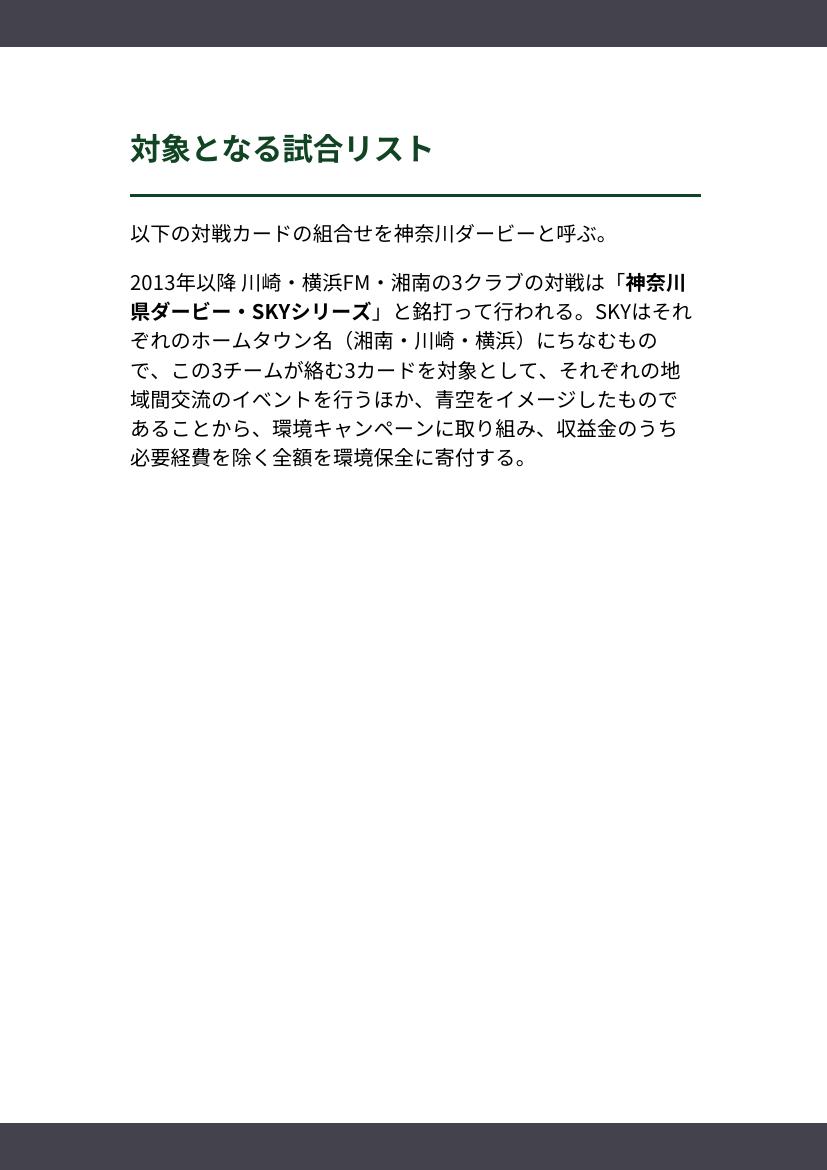 対象となる試合リスト
以下の対戦カードの組合せを神奈川ダービーと呼ぶ。
2013年以降 川崎・横浜FM・湘南の3クラブの対戦は「神奈川
県ダービー・SKYシリーズ」と銘打って行われる。SKYはそれ
ぞれのホームタウン名（湘南・川崎・横浜）にちなむもの
で、この3チームが絡む3カードを対象として、それぞれの地
域間交流のイベントを行うほか、青空をイメージしたもので
あることから、環境キャンペーンに取り組み、収益金のうち
必要経費を除く全額を環境保全に寄付する。